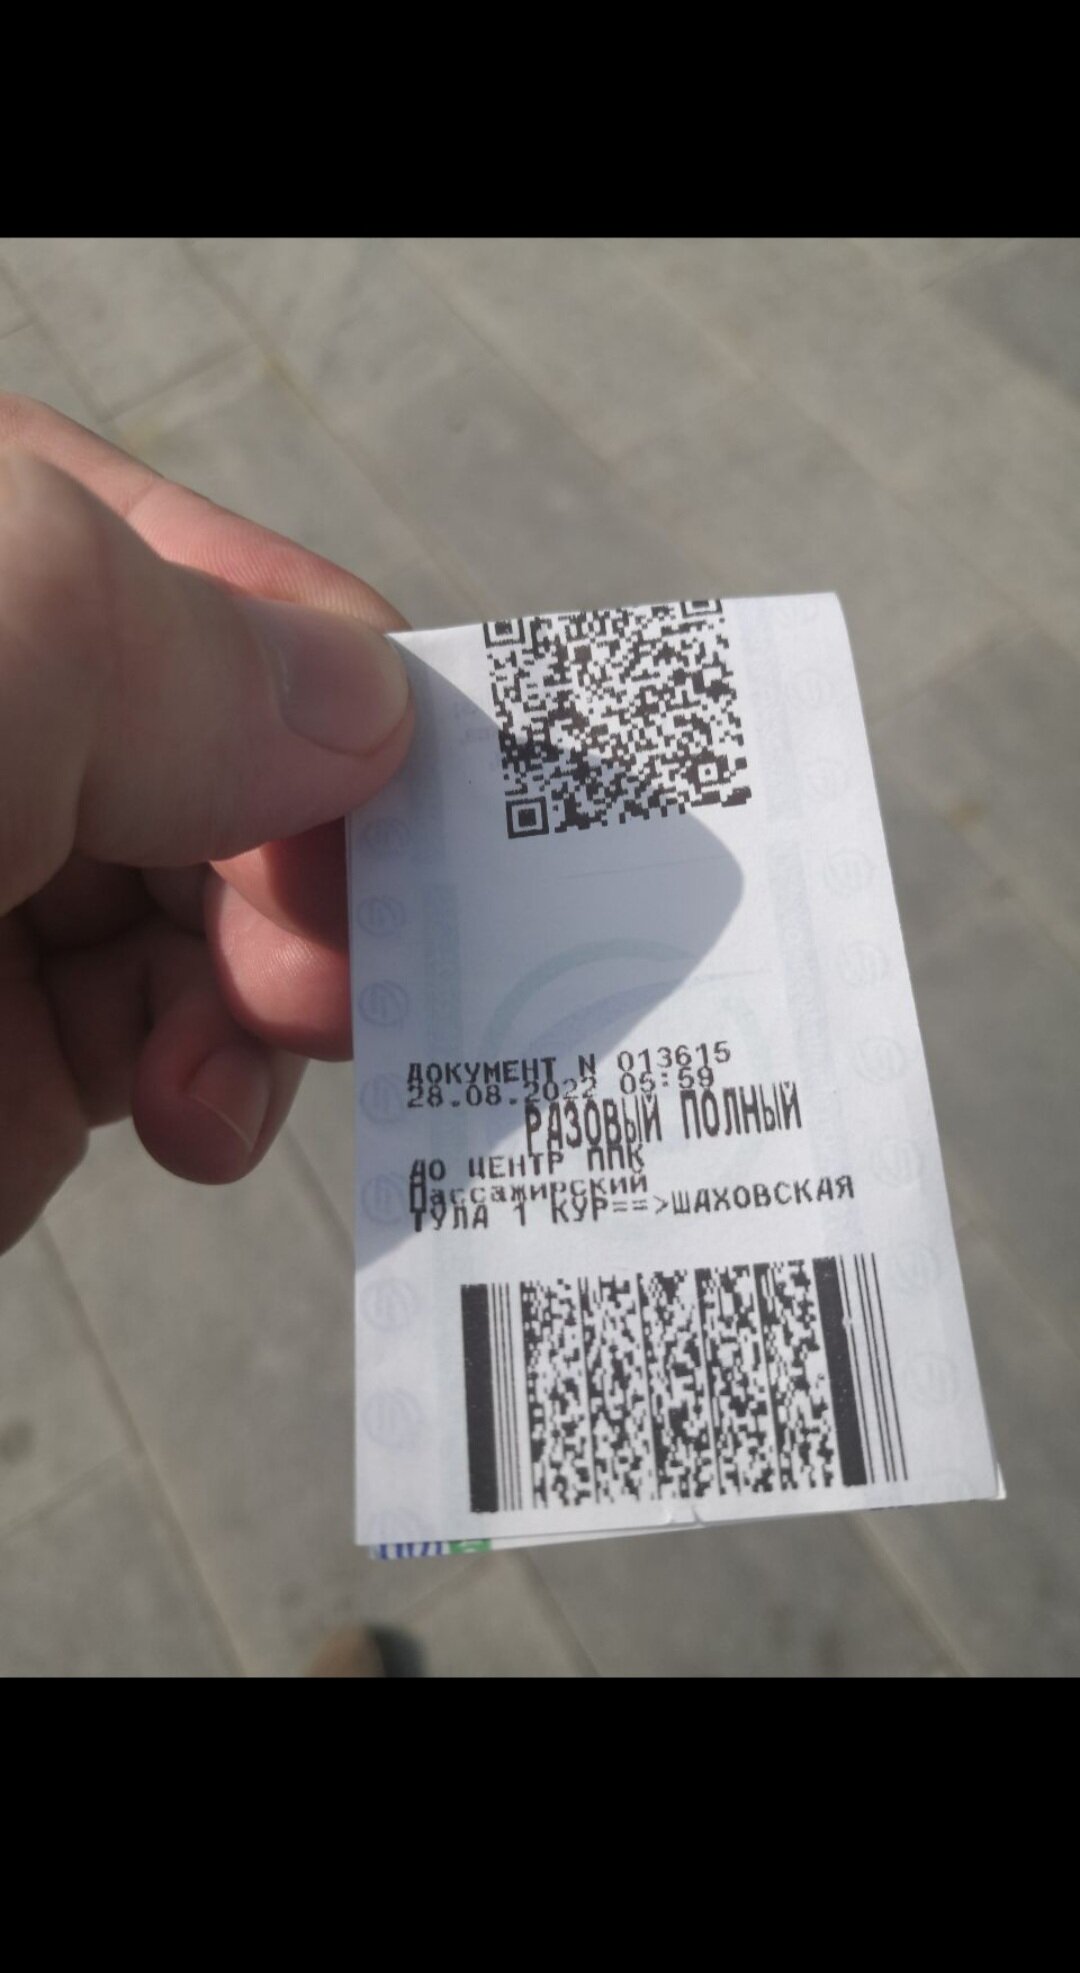 ДОКУМЕНТ N 013615
28.08.2022 05:59
РАЗОВЫЙ ПОЛНЫЙ
АО ЦЕНТР ППК
Пассажирский
ТУЛА 1 КУР==>ШАХОВСКАЯ